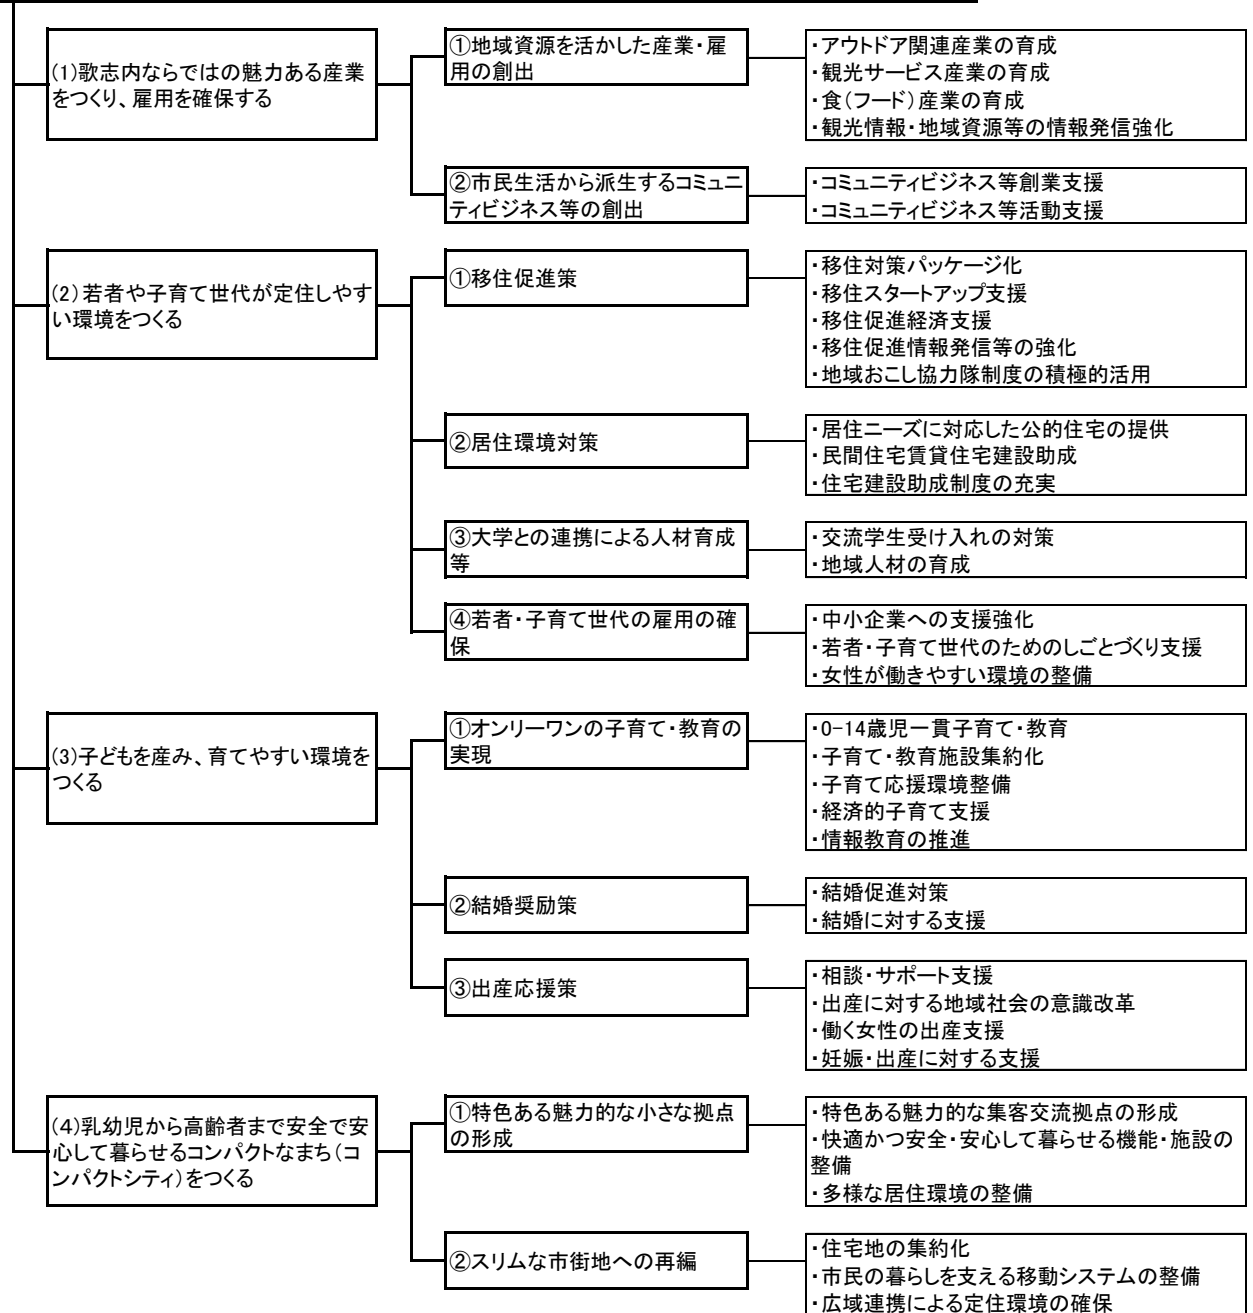 (1)歌志内ならではの魅力ある産業
をつくり、雇用を確保する
①地域資源を活かした産業・雇
用の創出
・アウトドア関連産業の育成
・観光サービス産業の育成
・食(フード)産業の育成
・観光情報・地域資源等の情報発信強化
②市民生活から派生するコミュニ
ティビジネス等の創出
・コミュニティビジネス等創業支援
・コミュニティビジネス等活動支援
(2)若者や子育て世代が定住しやす
い環境をつくる
①移住促進策
・移住対策パッケージ化
・移住スタートアップ支援
・移住促進経済支援
・移住促進情報発信等の強化
・地域おこし協力隊制度の積極的活用
②居住環境対策
・居住ニーズに対応した公的住宅の提供
・民間住宅賃貸住宅建設助成
・住宅建設助成制度の充実
③大学との連携による人材育成
等
・交流学生受け入れの対策
・地域人材の育成
④若者・子育て世代の雇用の確
保
・中小企業への支援強化
・若者・子育て世代のためのしごとづくり支援
・女性が働きやすい環境の整備
(3)子どもを産み、育てやすい環境を
つくる
①オンリーワンの子育て・教育の
実現
・0-14歳児一貫子育て・教育
・子育て・教育施設集約化
・子育て応援環境整備
・経済的子育て支援
・情報教育の推進
②結婚奨励策
・結婚促進対策
・結婚に対する支援
③出産応援策
・相談・サポート支援
・出産に対する地域社会の意識改革
・働く女性の出産支援
・妊娠・出産に対する支援
(4)乳幼児から高齢者まで安全で安
心して暮らせるコンパクトなまち(コ
ンパクトシティ)をつくる
①特色ある魅力的な小さな拠点
の形成
・特色ある魅力的な集客交流拠点の形成
・快適かつ安全・安心して暮らせる機能・施設の
整備
・多様な居住環境の整備
②スリムな市街地への再編
・住宅地の集約化
・市民の暮らしを支える移動システムの整備
・広域連携による定住環境の確保